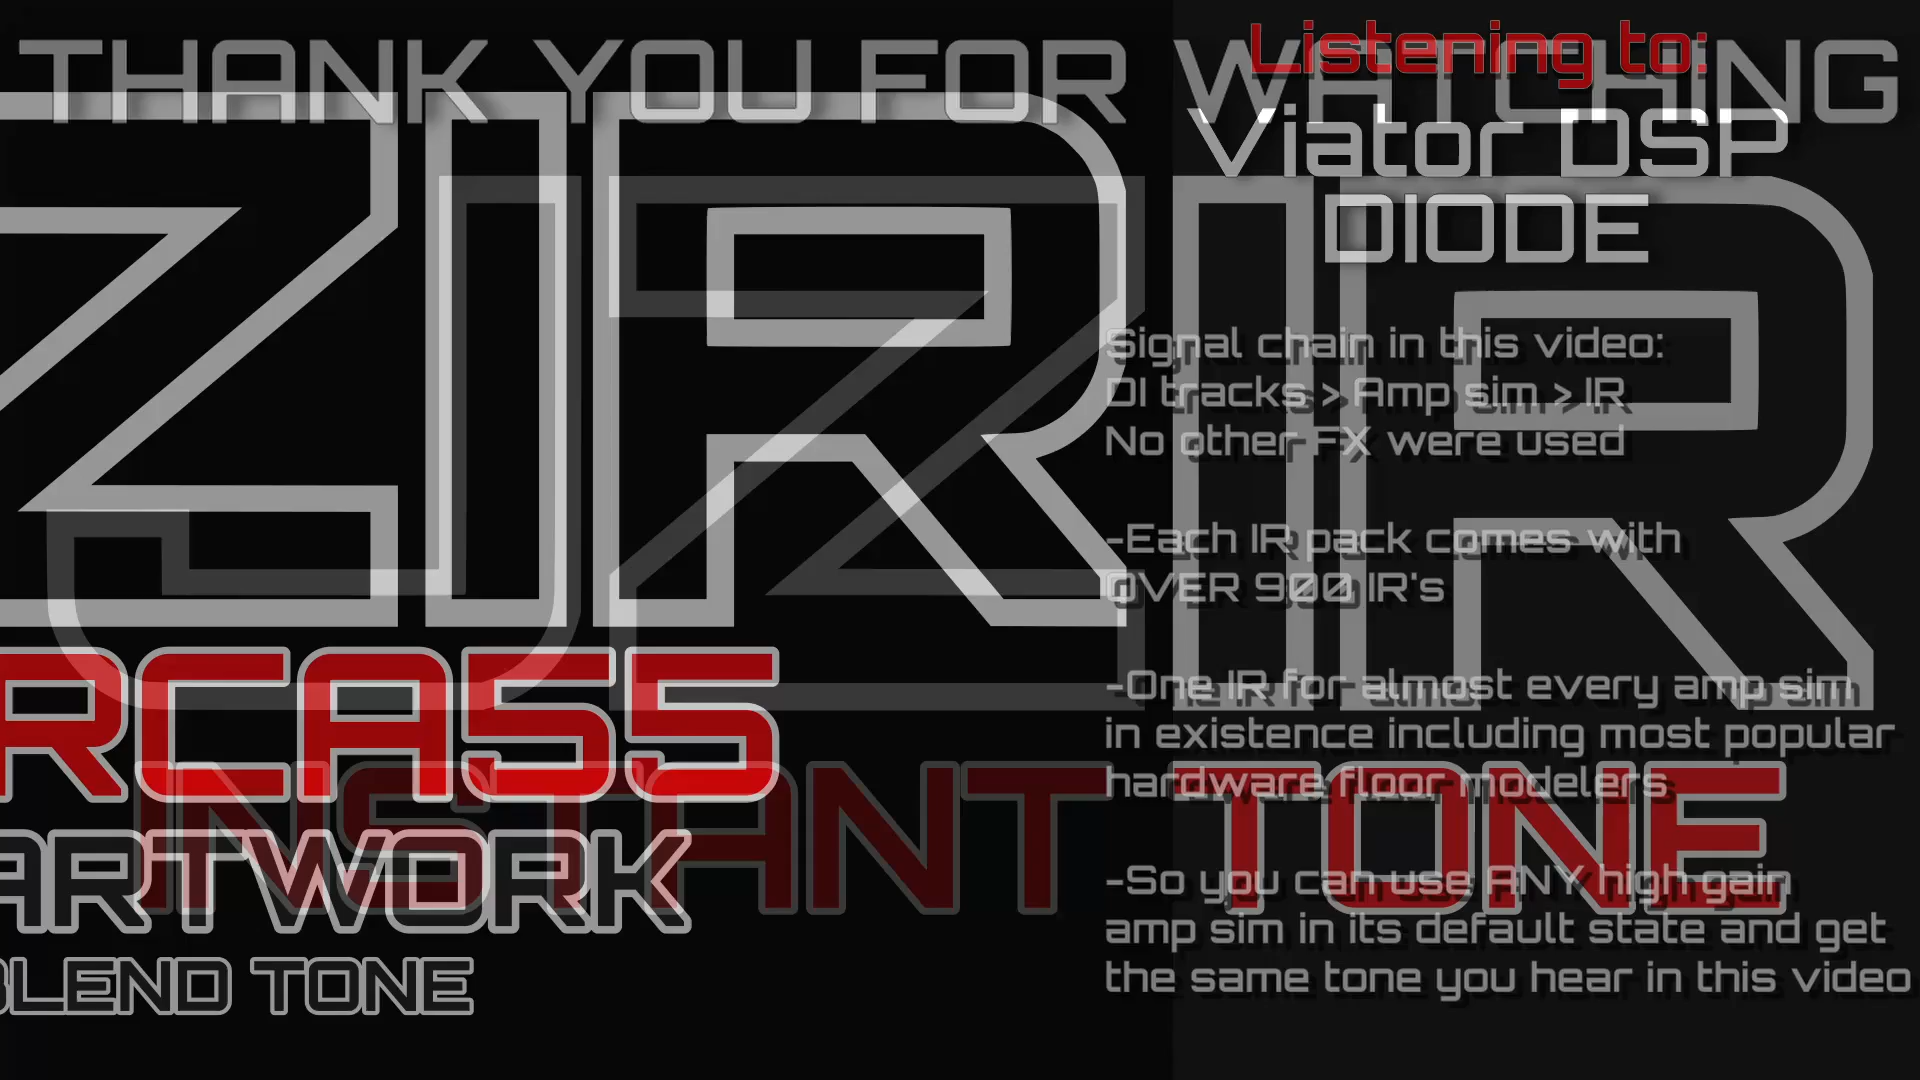 THANK YOU FOR WATCHING
Listening to:
Viator DSP
DIODE
ZIR
ZIR
Signal chain in this video:
DI tracks > Amp sim > IR
No other FX were used
-Each IR pack comes with
OVER 900 IR's
-One IR for almost every amp sim
in existence including most popular
hardware floor modelers
-So you can use ANY high gain
amp sim in its default state and get
the same tone you hear in this video
RCASS
INSTANT TONE
ARTWORK
BLEND TONE